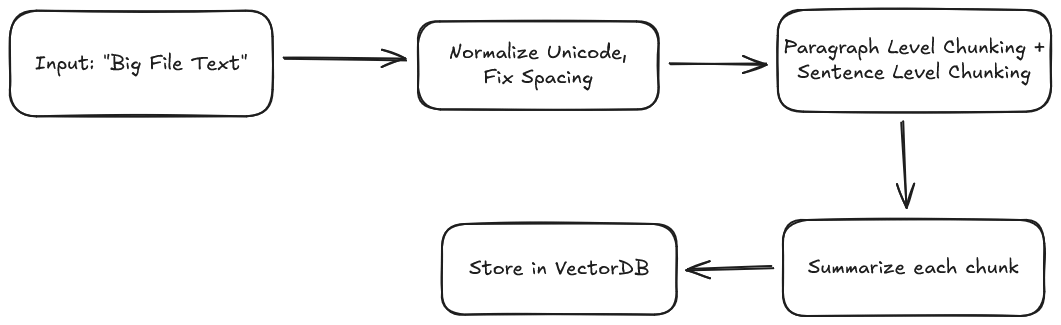 Input: "Big File Text"
Normalize Unicode,
Fix Spacing
Paragraph Level Chunking +
Sentence Level Chunking
Summarize each chunk
Store in VectorDB